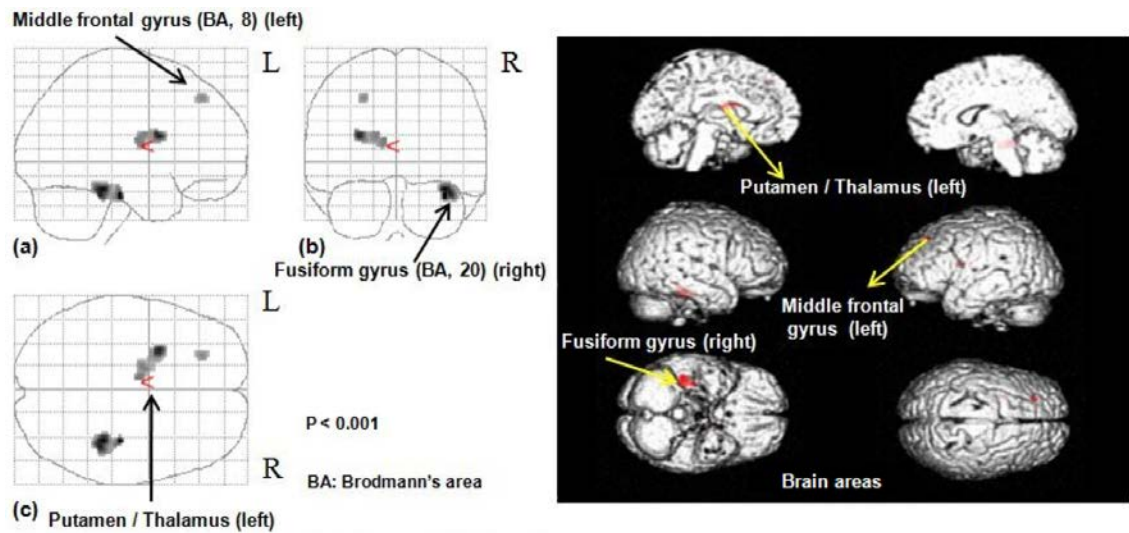 Middle frontal gyrus (BA, 8) (left)
L
R
(a)
(b)
Fusiform gyrus (BA, 20) (right)
L
P < 0.001
R
BA: Brodmann's area
(c)
Putamen / Thalamus (left)
Putamen / Thalamus (left)
Middle frontal
gyrus (left)
Fusiform gyrus (right)
Brain areas